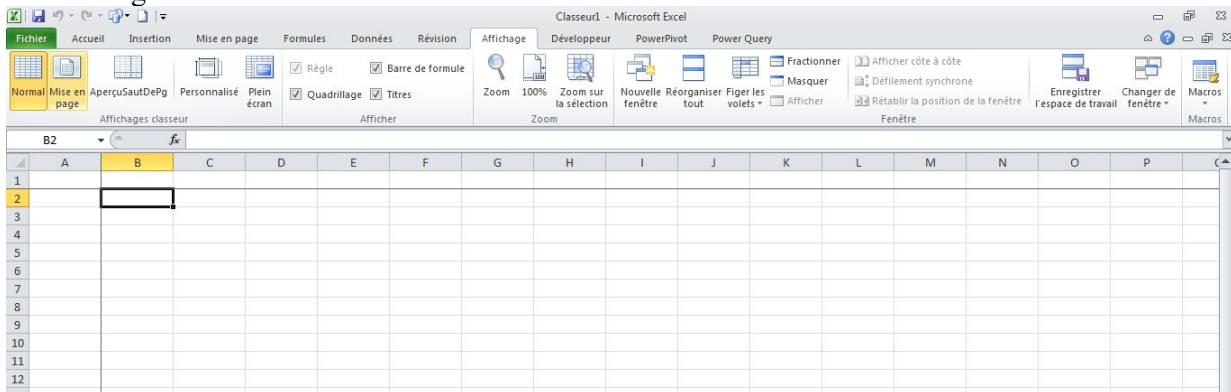 Classeur1 - Microsoft Excel
Fichier Accueil Insertion Mise en page Formules Données Révision Affichage Développeur PowerPivot Power Query
Normal Mise en page AperçuSautDePg Personnalisé Plein écran
Affichages classeur
Règle Barre de formule
Quadrillage Titres
Afficher
Zoom 100% Zoom sur la sélection
Zoom
Nouvelle fenêtre Réorganiser tout Figer les volets
Fractionner
Masquer
Afficher
Afficher côte à côte
Défilement synchrone
Rétablir la position de la fenêtre
Enregistrer l'espace de travail Changer de fenêtre
Fenêtre
Macros
Macros
B2 fx
A B C D E F G H I J K L M N O P
1
2
3
4
5
6
7
8
9
10
11
12